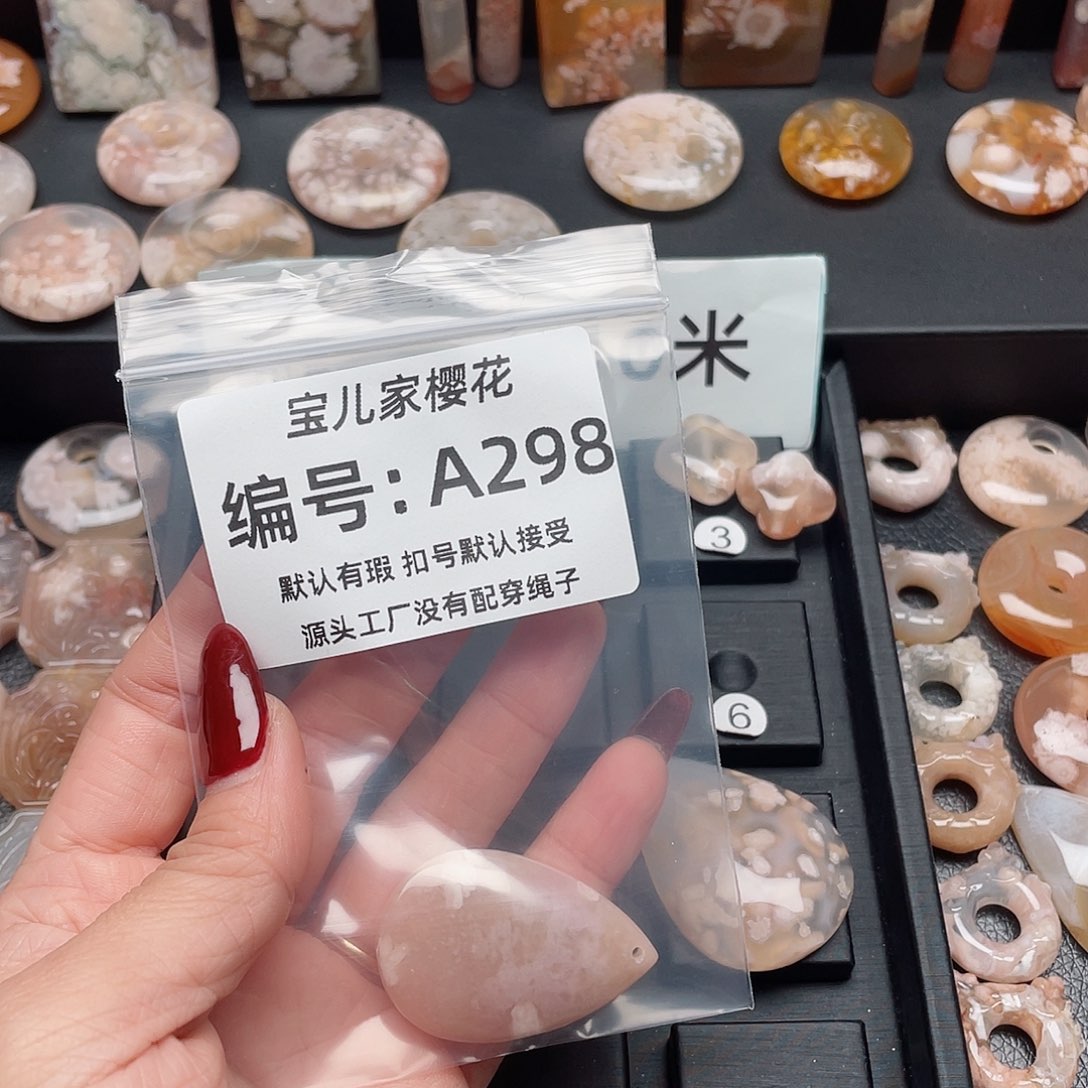 宝儿家樱花
编号:A298
默认有瑕 扣号默认接受
源头工厂没有配穿绳子
米
3
6